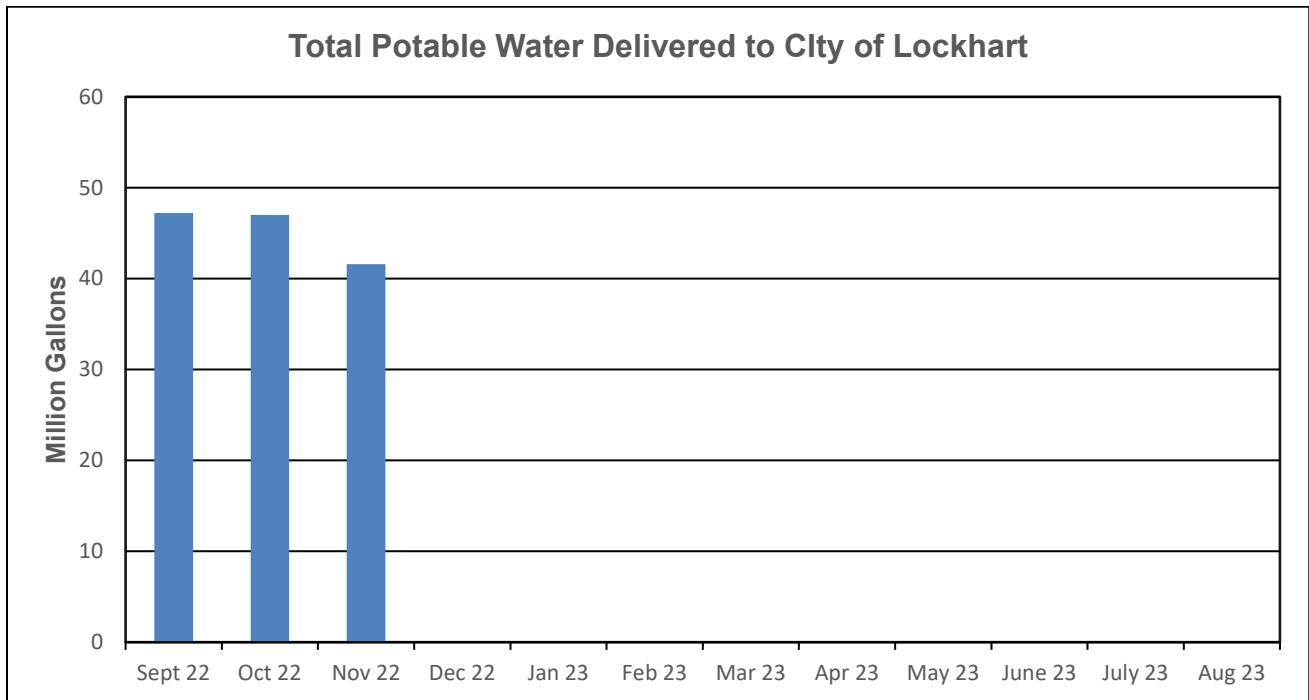 Total Potable Water Delivered to CIty of Lockhart
60
50
40
30
20
10
0
Million Gallons
Sept 22 Oct 22 Nov 22 Dec 22 Jan 23 Feb 23 Mar 23 Apr 23 May 23 June 23 July 23 Aug 23